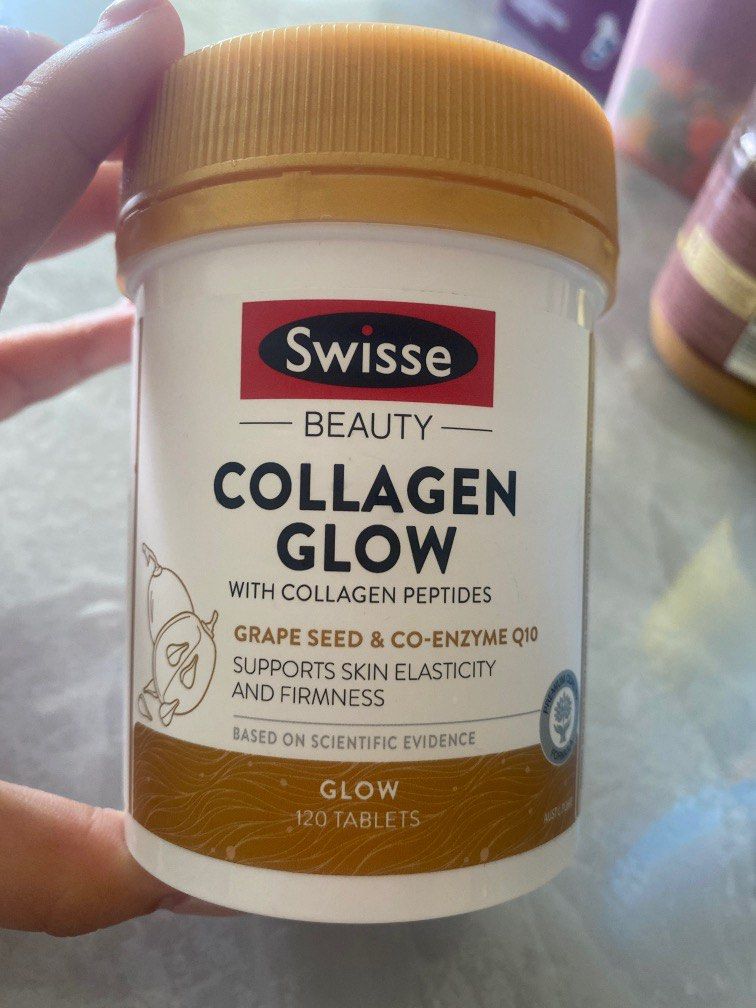 Swisse
BEAUTY
COLLAGEN
GLOW
WITH COLLAGEN PEPTIDES
GRAPE SEED & CO-ENZYME Q10
SUPPORTS SKIN ELASTICITY
AND FIRMNESS
BASED ON SCIENTIFIC EVIDENCE
PREMIUM
GLOW
120 TABLETS